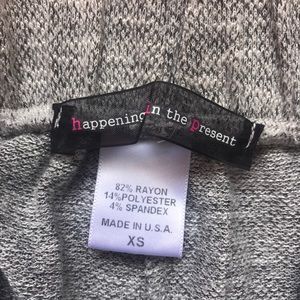 happening in the present
82% RAYON
14%POLYESTER
4% SPANDEX
MADE IN U.S.A.
XS